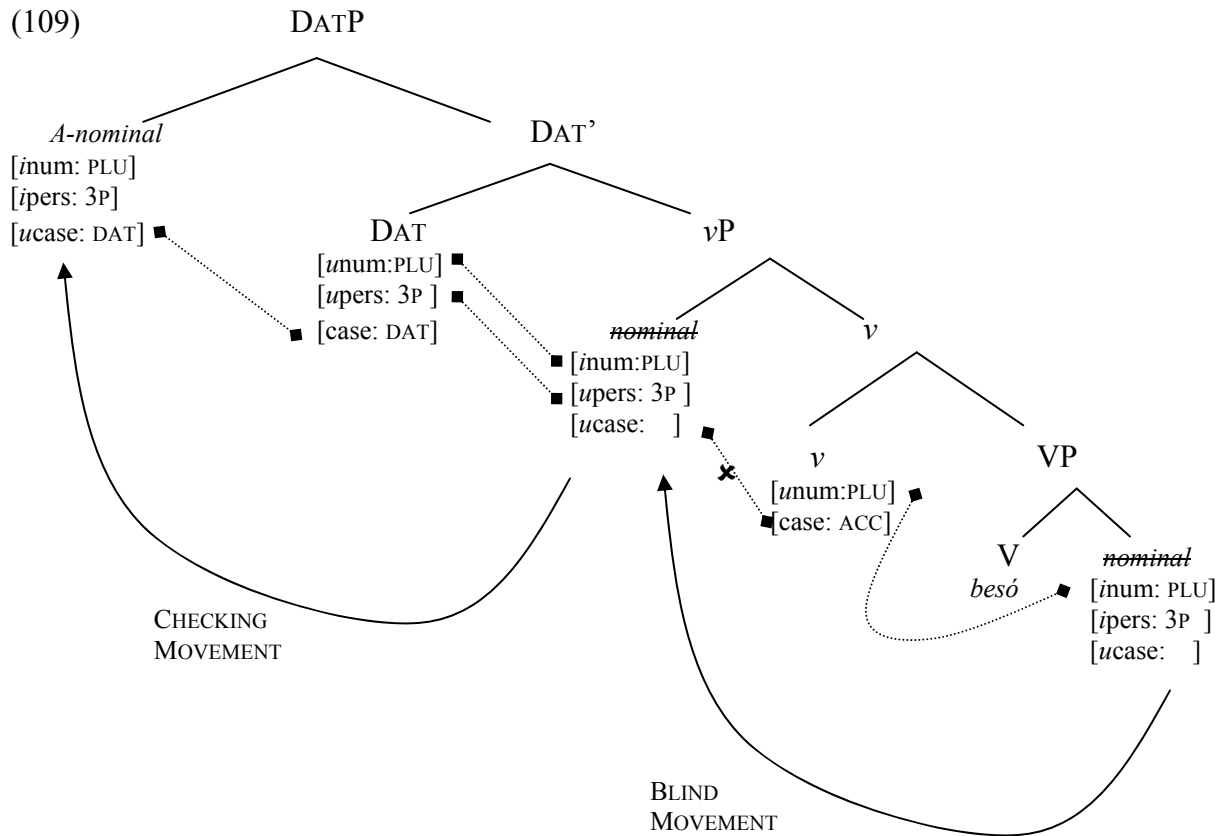 (109)
DATP
A-nominal
[inum: PLU]
[ipers: 3P]
[ucase: DAT]
DAT’
DAT
[unum:PLU]
[upers: 3P ]
[case: DAT]
vP
nominal
[inum:PLU]
[upers: 3P ]
[ucase: ]
v
v
[unum:PLU]
[case: ACC]
VP
V
besó
nominal
[inum: PLU]
[ipers: 3P ]
[ucase: ]
CHECKING
MOVEMENT
BLIND
MOVEMENT